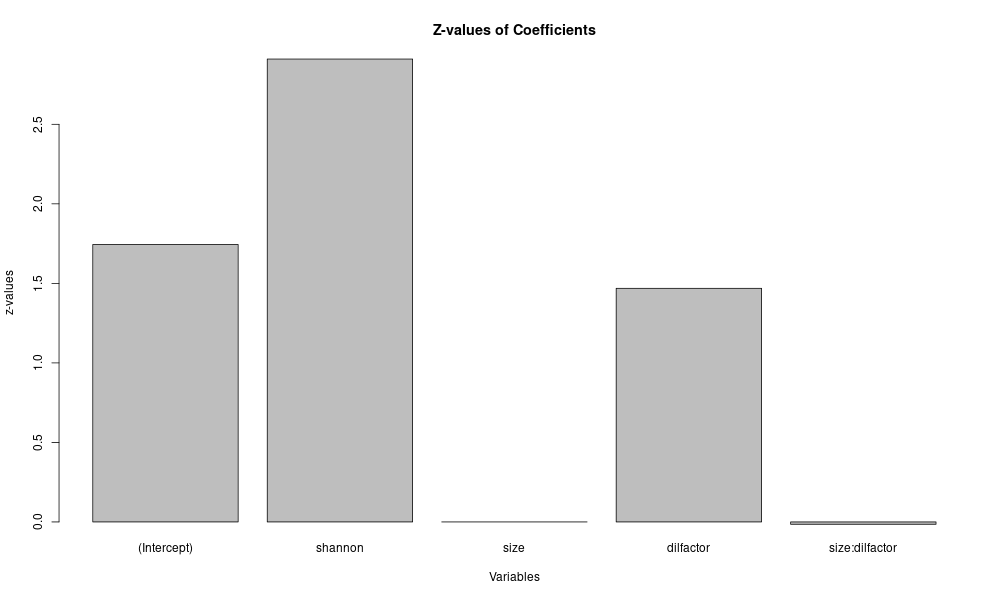 Z-values of Coefficients
z-values
2.5
2.0
1.5
1.0
0.5
0.0
(Intercept) shannon size dilfactor size:dilfactor
Variables